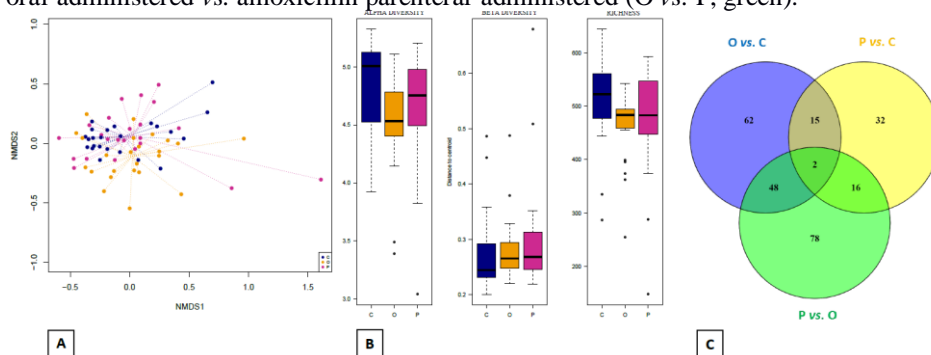 oral administered vs. amoxicillin parenteral administered (O vs. P; green).
1.0
0.5
0.0
−0.5
−1.0
NMDS2
−0.5 0.0 0.5 1.0 1.5
NMDS1
C
O
P
A
ALPHA DIVERSITY
5.0
4.5
4.0
3.5
3.0
C O P
BETA DIVERSITY
Distance to centroid
0.6
0.5
0.4
0.3
0.2
C O P
RICHNESS
600
500
400
300
200
C O P
B
O vs. C
P vs. C
62
15
32
2
48
16
78
P vs. O
C